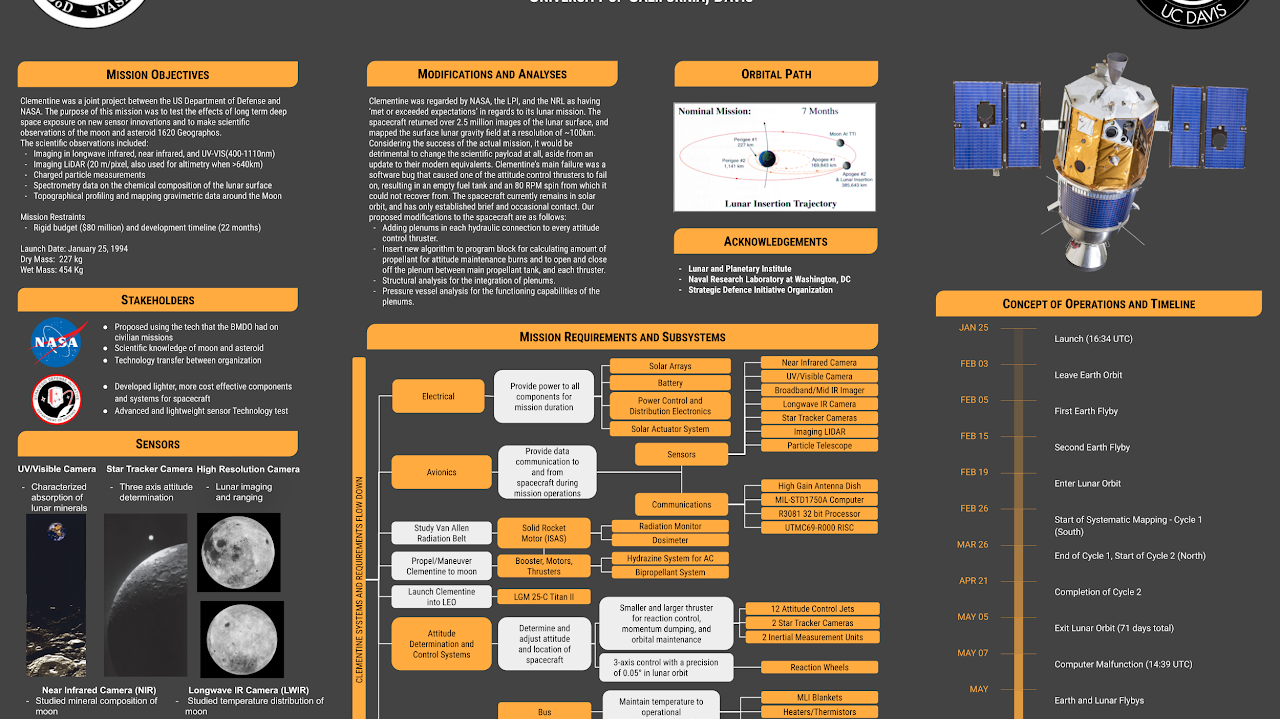 DoD – NAS
UNIVERSITY OF CALIFORNIA, DAVIS
UC DAVIS
MISSION OBJECTIVES
Clementine was a joint project between the US Department of Defense and
NASA. The purpose of this mission was to test the effects of long term deep
space exposure on new sensor innovations and to make scientific
observations of the moon and asteroid 1620 Geographos.
The scientific observations included:
- Imaging in longwave infrared, near infrared, and UV-VIS(400-1110nm)
- Laser ranging using LIDAR (20 m/pixel, also used for altimetry when >640km)
- Charged particle measurements
- Spectrometry data on the chemical composition of the lunar surface
- Topographical profiling and mapping gravimetric data around the Moon
Mission Restraints
- Rigid budget ($80 million) and development timeline (22 months)
Launch Date: January 25, 1994
Dry Mass: 227 kg
Wet Mass: 454 Kg
STAKEHOLDERS
NASA
● Proposed using the tech that the BMDO had on
civilian missions
● Scientific knowledge of moon and asteroid
● Technology transfer between organization
● Developed lighter, more cost effective components
and systems for spacecraft
● Advanced and lightweight sensor Technology test
SENSORS
UV/Visible Camera
- Characterized
absorption of
lunar minerals
Star Tracker Camera
- Three axis attitude
determination
High Resolution Camera
- Lunar imaging
and ranging
Near Infrared Camera (NIR)
- Studied mineral composition of
moon
Longwave IR Camera (LWIR)
- Studied temperature distribution of
moon
MODIFICATIONS AND ANALYSES
Clementine was regarded by NASA, the LPI, and the NRL as having
'met or exceeded expectations' in regards to its lunar mission. The
spacecraft returned over 2.5 million images of the lunar surface, and
mapped the surface lunar gravity field at a resolution of ~100km.
Considering the success of the actual mission, it would be
detrimental to change the scientific payload at all, aside from an
update to their modern equivalents. Clementine's main failure was a
software bug that caused one of the attitude control thrusters to fail
on, resulting in an empty fuel tank and an 80 RPM spin from which it
could not recover from. The spacecraft currently remains in solar
orbit, and has only established brief and occasional contact. Our
proposed modifications to the spacecraft are as follows:
- Adding plenums in each hydraulic connection to every attitude
control thruster.
- Insert new algorithm to program block for calculating amount of
propellant for attitude maintenance burns and to open and close
off the plenum between main propellant tank, and each thruster.
- Structural analysis for the integration of plenums.
- Pressure vessel analysis for the functioning capabilities of the
plenums.
ORBITAL PATH
Nominal Mission: 7 Months
Perigee #1
227 km
Perigee #2
1,141 km
Moon At TTI
Apogee #1
169,843 km
Apogee #2
& Lunar Insertion
385,643 km
Lunar Insertion Trajectory
ACKNOWLEDGEMENTS
- Lunar and Planetary Institute
- Naval Research Laboratory at Washington, DC
- Strategic Defence Initiative Organization
MISSION REQUIREMENTS AND SUBSYSTEMS
CLEMENTINE SYSTEMS AND REQUIREMENTS FLOW DOWN
Electrical
Provide power to all
components for
mission duration
Solar Arrays
Battery
Power Control and
Distribution Electronics
Solar Actuator System
Avionics
Provide data
communication to
and from
spacecraft during
mission operations
Sensors
Near Infrared Camera
UV/Visible Camera
Broadband/Mid IR Imager
Longwave IR Camera
Star Tracker Cameras
Imaging LIDAR
Particle Telescope
Communications
High Gain Antenna Dish
MIL-STD1750A Computer
R3081 32 bit Processor
UTMC69-R000 RISC
Study Van Allen
Radiation Belt
Solid Rocket
Motor (ISAS)
Radiation Monitor
Dosimeter
Propel/Maneuver
Clementine to moon
Booster, Motors,
Thrusters
Hydrazine System for AC
Bipropellant System
Launch Clementine
into LEO
LGM 25-C Titan II
Attitude
Determination and
Control Systems
Determine and
adjust attitude
and location of
spacecraft
Smaller and larger thruster
for reaction control,
momentum dumping, and
orbital maintenance
12 Attitude Control Jets
2 Star Tracker Cameras
2 Inertial Measurement Units
3-axis control with a precision
of 0.05° in lunar orbit
Reaction Wheels
Bus
Maintain temperature to
operational
MLI Blankets
Heaters/Thermistors
CONCEPT OF OPERATIONS AND TIMELINE
JAN 25
Launch (16:34 UTC)
FEB 03
Leave Earth Orbit
FEB 05
First Earth Flyby
FEB 15
Second Earth Flyby
FEB 19
Enter Lunar Orbit
FEB 26
Start of Systematic Mapping - Cycle 1
(South)
MAR 26
End of Cycle 1, Start of Cycle 2 (North)
APR 21
Completion of Cycle 2
MAY 05
Exit Lunar Orbit (71 days total)
MAY 07
Computer Malfunction (14:39 UTC)
MAY
Earth and Lunar Flybys